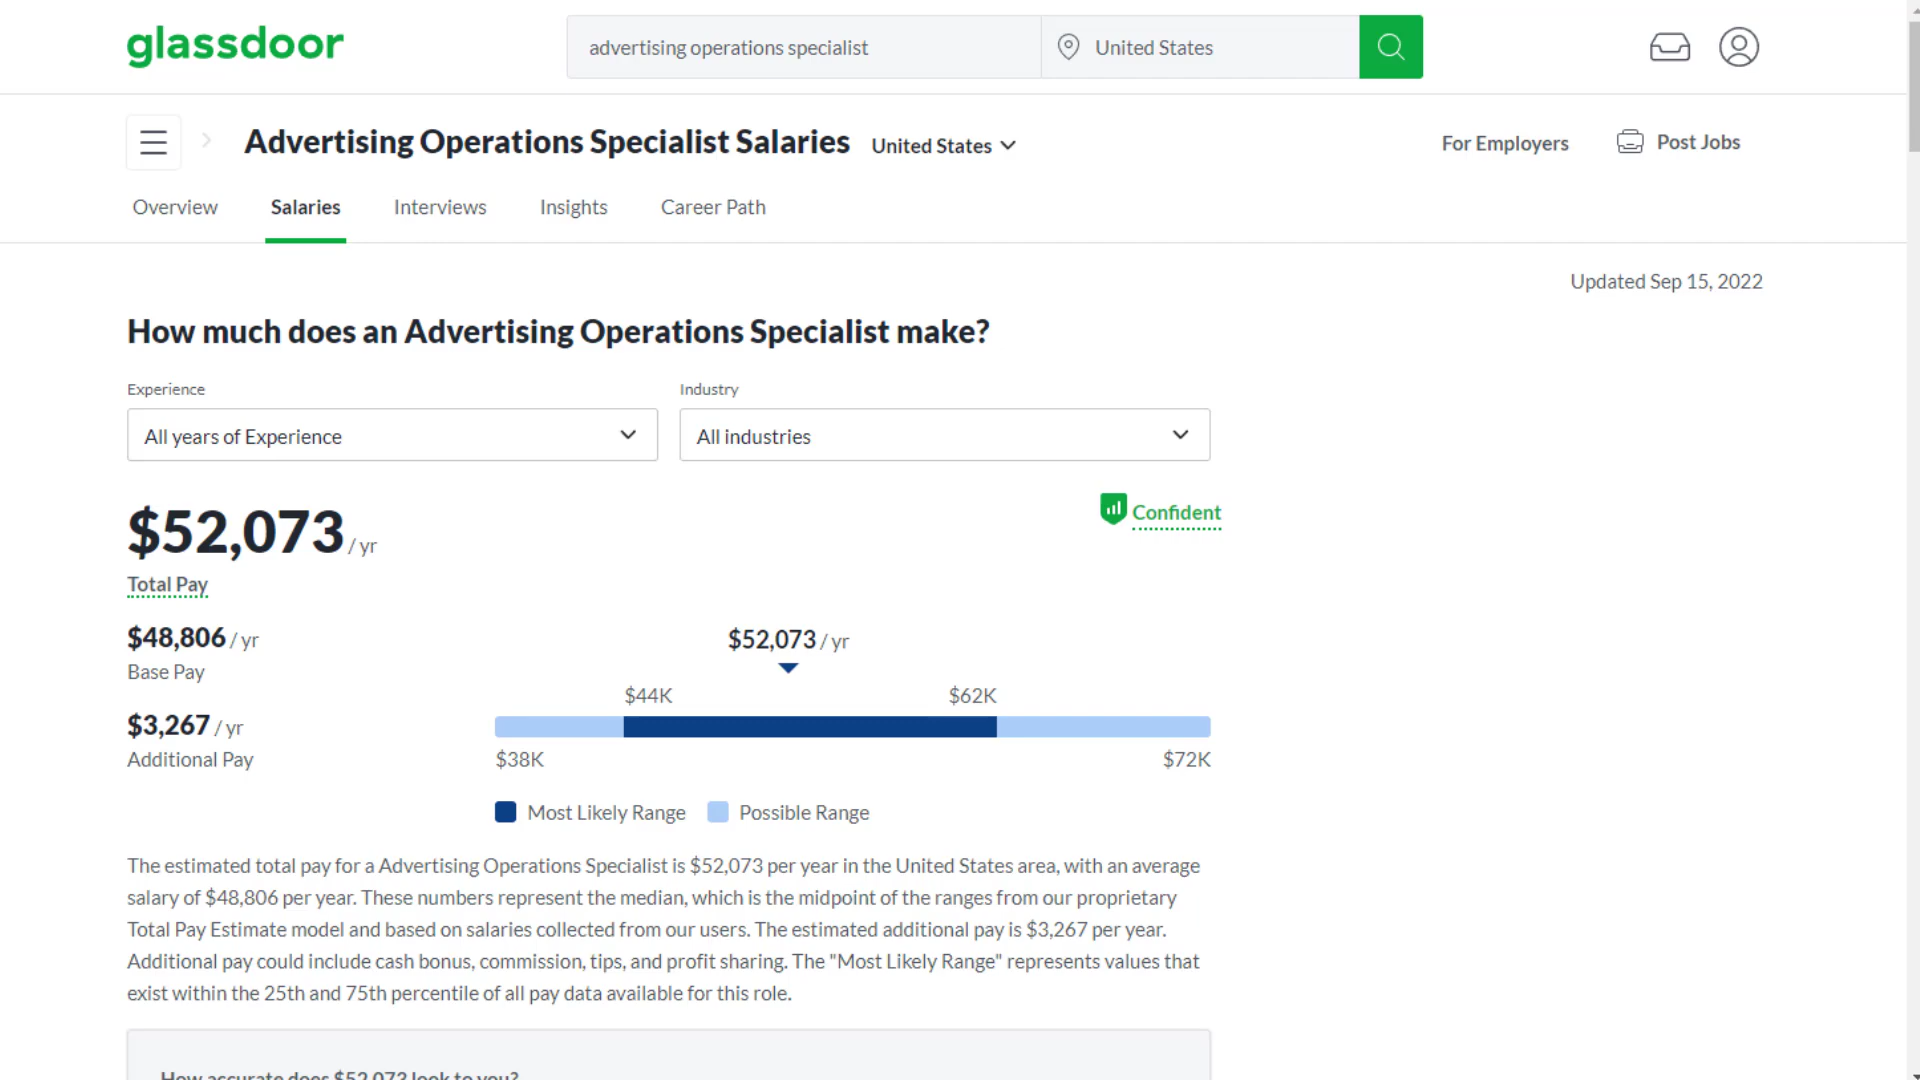 glassdoor
advertising operations specialist
United States
Advertising Operations Specialist Salaries
United States
For Employers
Post Jobs
Overview
Salaries
Interviews
Insights
Career Path
Updated Sep 15, 2022
How much does an Advertising Operations Specialist make?
Experience
Industry
All years of Experience
All industries
$52,073 / yr
Confident
Total Pay
$48,806 / yr
Base Pay
$3,267 / yr
Additional Pay
$52,073 / yr
$44K
$62K
$38K
$72K
Most Likely Range
Possible Range
The estimated total pay for a Advertising Operations Specialist is $52,073 per year in the United States area, with an average
salary of $48,806 per year. These numbers represent the median, which is the midpoint of the ranges from our proprietary
Total Pay Estimate model and based on salaries collected from our users. The estimated additional pay is $3,267 per year.
Additional pay could include cash bonus, commission, tips, and profit sharing. The "Most Likely Range" represents values that
exist within the 25th and 75th percentile of all pay data available for this role.
How accurate does $52,073 look to you?